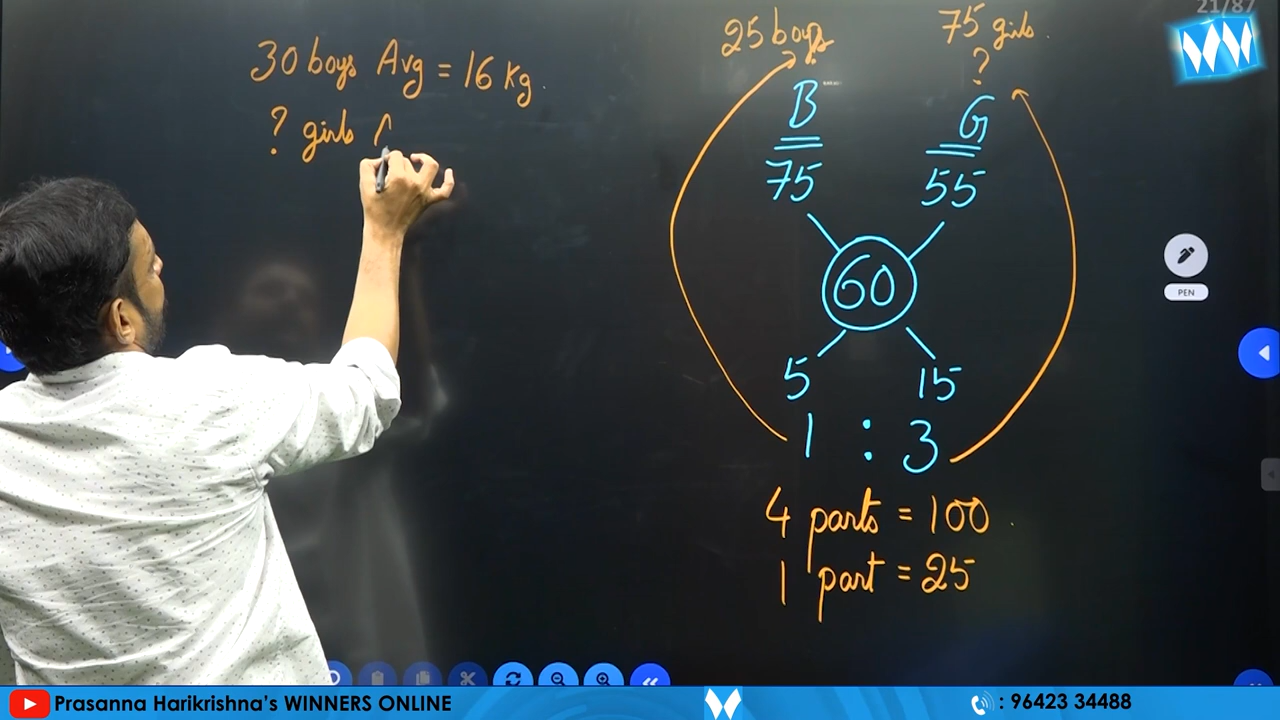 21/87
30 boys Avg = 16 kg.
? girls A
25 boys
75 girls.
? ?
B G
75 55
60
5 15
1 : 3
4 parts = 100
1 part = 25
PEN
W
Prasanna Harikrishna's WINNERS ONLINE
W
: 96423 34488